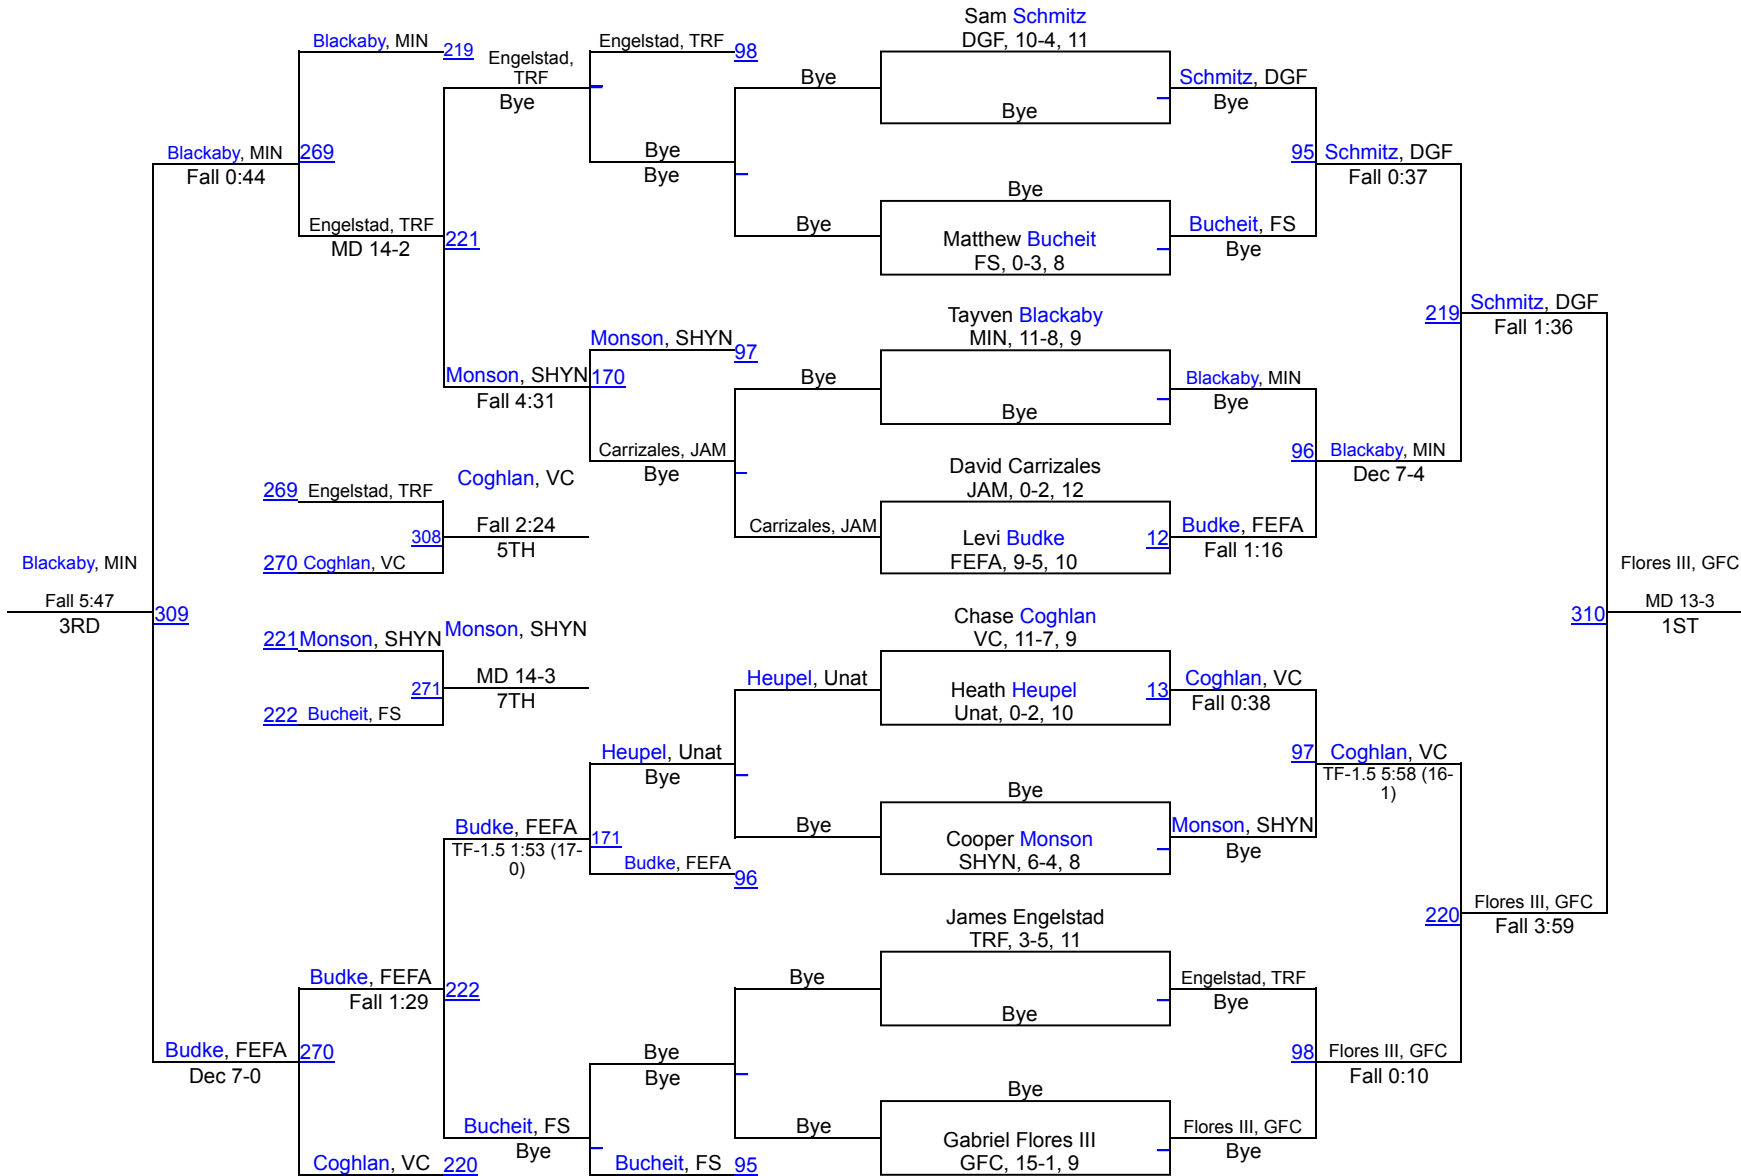 Sam Schmitz
DGF, 10-4, 11
Blackaby, MIN
219
Engelstad,
TRF
Bye
Engelstad, TRF
98
Bye
Bye
Schmitz, DGF
Bye
Blackaby, MIN
Fall 0:44
269
Bye
Bye
95
Schmitz, DGF
Fall 0:37
Engelstad, TRF
MD 14-2
221
Bye
Bye
Matthew Bucheit
FS, 0-3, 8
Bucheit, FS
Bye
Tayven Blackaby
MIN, 11-8, 9
219
Schmitz, DGF
Fall 1:36
Monson, SHYN
97
Monson, SHYN
Fall 4:31
170
Bye
Bye
Blackaby, MIN
Bye
Carrizales, JAM
Bye
96
Blackaby, MIN
Dec 7-4
David Carrizales
JAM, 0-2, 12
Coghlan, VC
269 Engelstad, TRF
308
Fall 2:24
5TH
270 Coghlan, VC
Carrizales, JAM
Levi Budke
FEFA, 9-5, 10
12
Budke, FEFA
Fall 1:16
Blackaby, MIN
Fall 5:47
3RD
309
Flores III, GFC
310
MD 13-3
1ST
Chase Coghlan
VC, 11-7, 9
221 Monson, SHYN
Monson, SHYN
271
MD 14-3
7TH
222 Bucheit, FS
Heupel, Unat
Heath Heupel
Unat, 0-2, 10
13
Coghlan, VC
Fall 0:38
Heupel, Unat
Bye
97
Coghlan, VC
TF-1.5 5:58 (16-
1)
Budke, FEFA
TF-1.5 1:53 (17-
0)
171
Budke, FEFA
96
Bye
Bye
Cooper Monson
SHYN, 6-4, 8
Monson, SHYN
Bye
James Engelstad
TRF, 3-5, 11
220
Flores III, GFC
Fall 3:59
Budke, FEFA
Fall 1:29
222
Bye
Bye
Engelstad, TRF
Bye
Budke, FEFA
Dec 7-0
270
Bye
Bye
98
Flores III, GFC
Fall 0:10
Bye
Bucheit, FS
Bye
Bye
Gabriel Flores III
GFC, 15-1, 9
Flores III, GFC
Bye
Coghlan, VC
220
Bucheit, FS
95